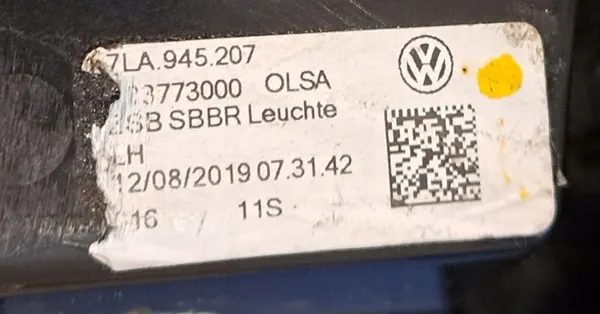 7LA.945.207
3773000 OLSA
SB SBBR Leuchte
LH
12/08/2019 07.31.42
16 11S